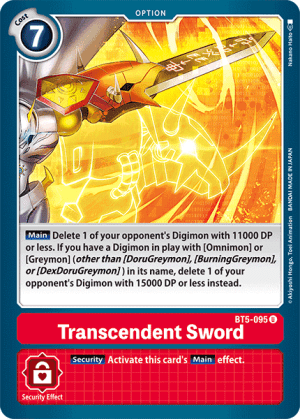 OPTION
Cost
7
Nakano Haito
Main Delete 1 of your opponent's Digimon with 11000 DP
or less. If you have a Digimon in play with [Omnimon] or
[Greymon] (other than [DoruGreymon], [BurningGreymon],
or [DexDoruGreymon]) in its name, delete 1 of your
opponent's Digimon with 15000 DP or less instead.
©Akiyoshi Hongo, Toei Animation BANDAI MADE IN JAPAN
BT5-095 U
Transcendent Sword
Security Activate this card's Main effect.
Security Effect